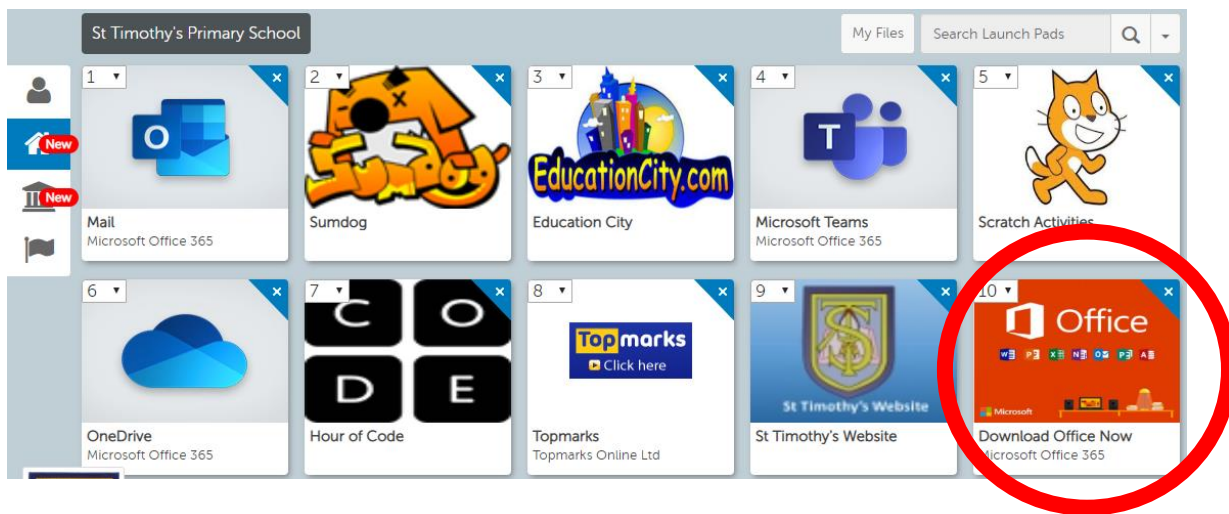 St Timothy's Primary School
My Files
Search Launch Pads
New
New
1
O
Mail
Microsoft Office 365
2
Sumdog
3
EducationCity.com
Education City
4
T
Microsoft Teams
Microsoft Office 365
5
Scratch Activities
6
OneDrive
Microsoft Office 365
7
C O
D E
Hour of Code
8
Topmarks
Click here
Topmarks
Topmarks Online Ltd
9
St Timothy's Website
St Timothy's Website
10
Office
Microsoft
Download Office Now
Microsoft Office 365